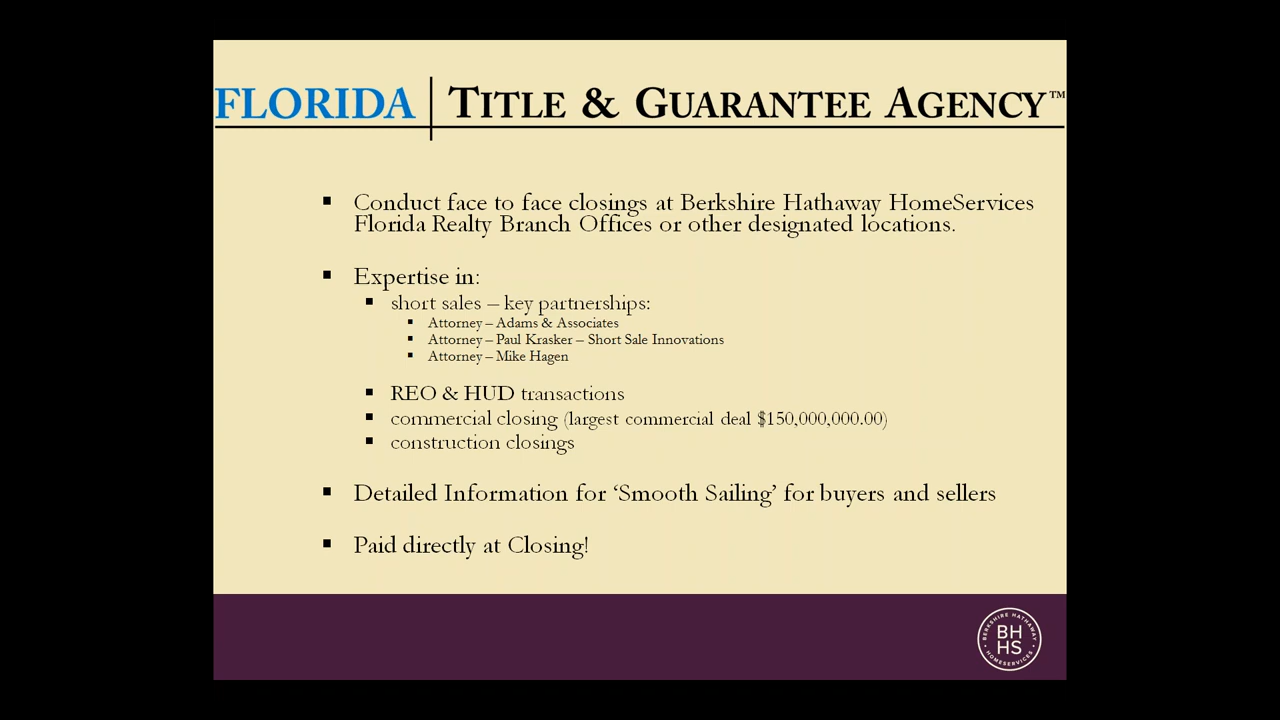 FLORIDA | TITLE & GUARANTEE AGENCY™
▪ Conduct face to face closings at Berkshire Hathaway HomeServices
Florida Realty Branch Offices or other designated locations.
▪ Expertise in:
▪ short sales – key partnerships:
▪ Attorney – Adams & Associates
▪ Attorney – Paul Krasker – Short Sale Innovations
▪ Attorney – Mike Hagen
▪ REO & HUD transactions
▪ commercial closing (largest commercial deal $150,000,000.00)
▪ construction closings
▪ Detailed Information for ‘Smooth Sailing’ for buyers and sellers
▪ Paid directly at Closing!
BERKSHIRE HATHAWAY
BH
HS
HOMESERVICES